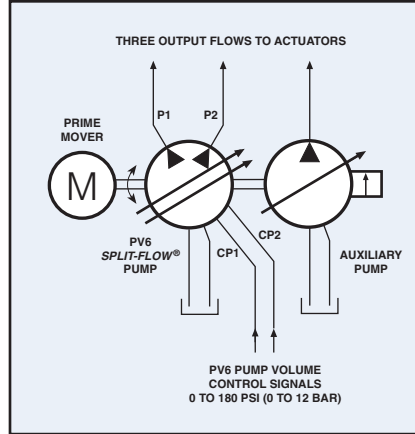 THREE OUTPUT FLOWS TO ACTUATORS
P1
P2
PRIME
MOVER
M
PV6
SPLIT-FLOW®
PUMP
CP1
CP2
AUXILIARY
PUMP
PV6 PUMP VOLUME
CONTROL SIGNALS
0 TO 180 PSI (0 TO 12 BAR)